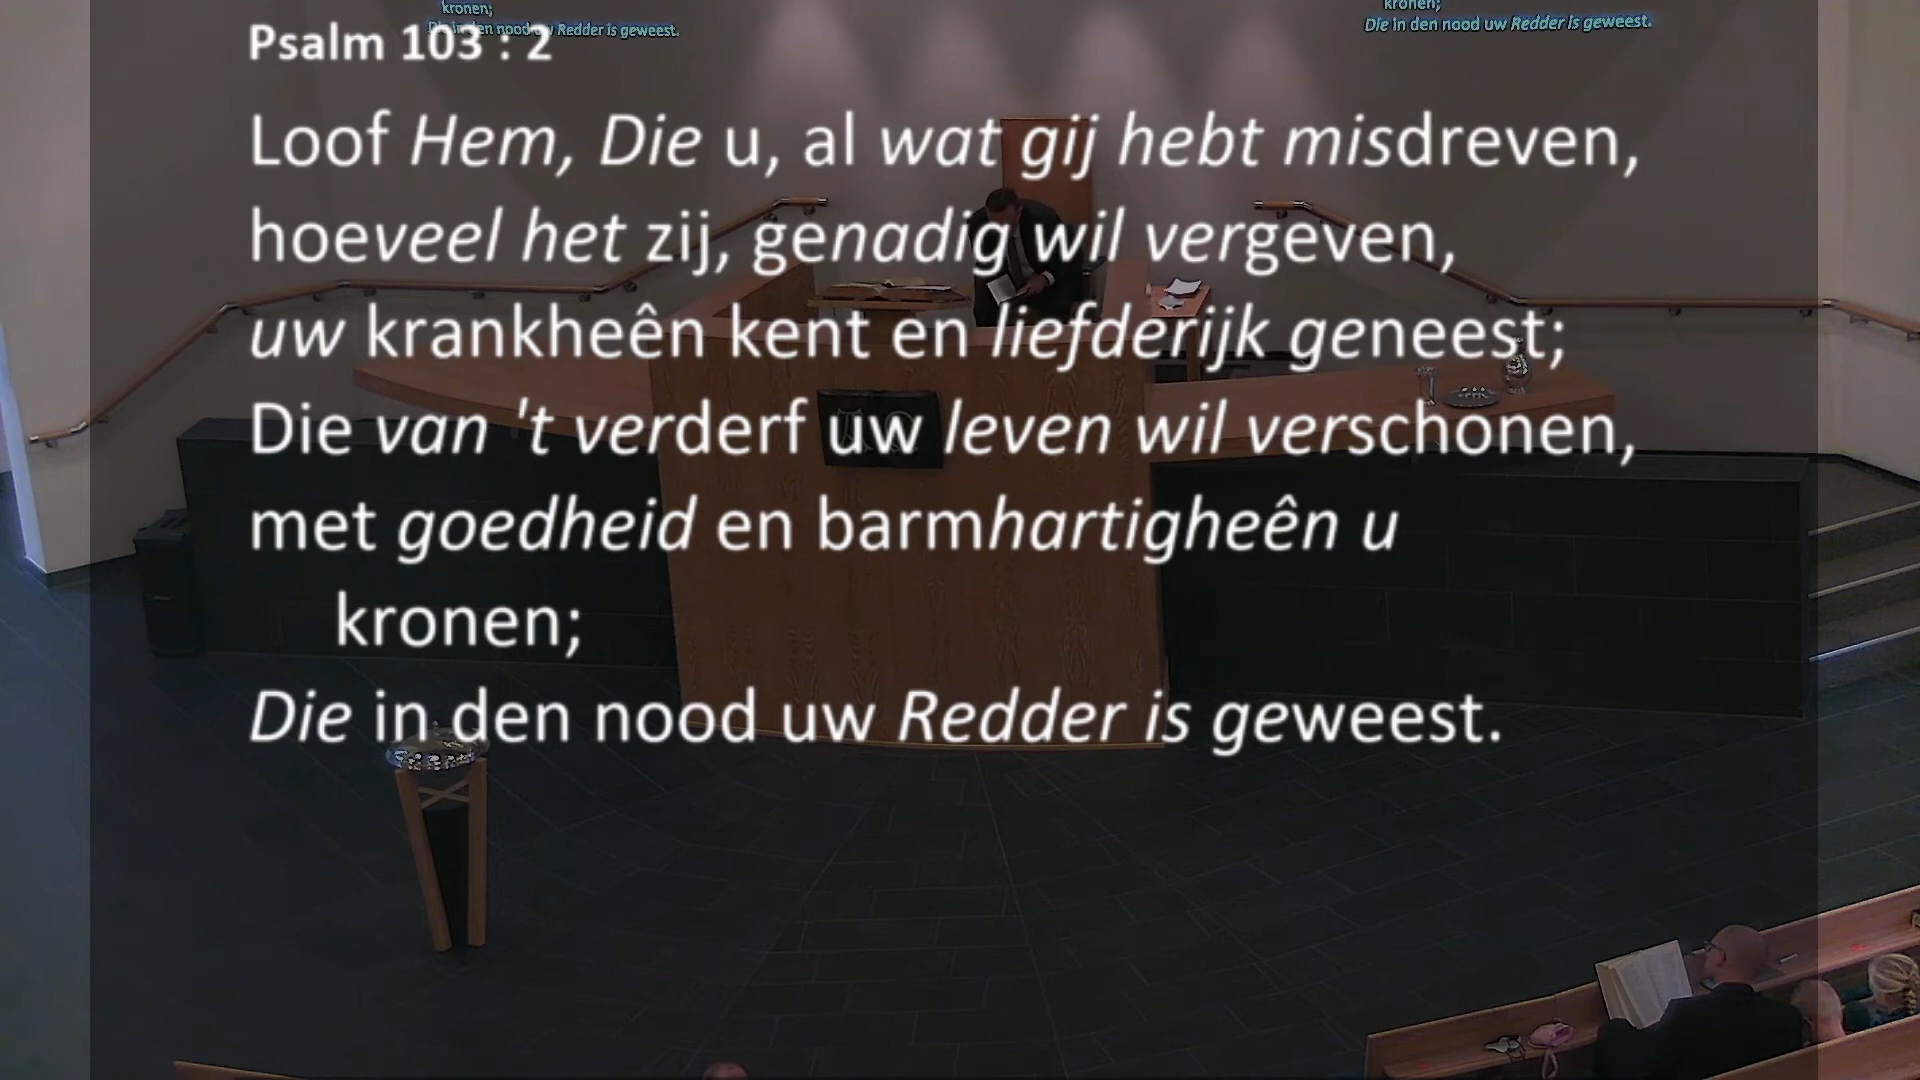 kronen;
Die in den nood uw Redder is geweest.
kronen;
Die in den nood uw Redder is geweest.
Psalm 103 : 2
Loof Hem, Die u, al wat gij hebt misdreven,
hoeveel het zij, genadig wil vergeven,
uw krankheên kent en liefderijk geneest;
Die van 't verderf uw leven wil verschonen,
met goedheid en barmhartigheên u
kronen;
Die in den nood uw Redder is geweest.